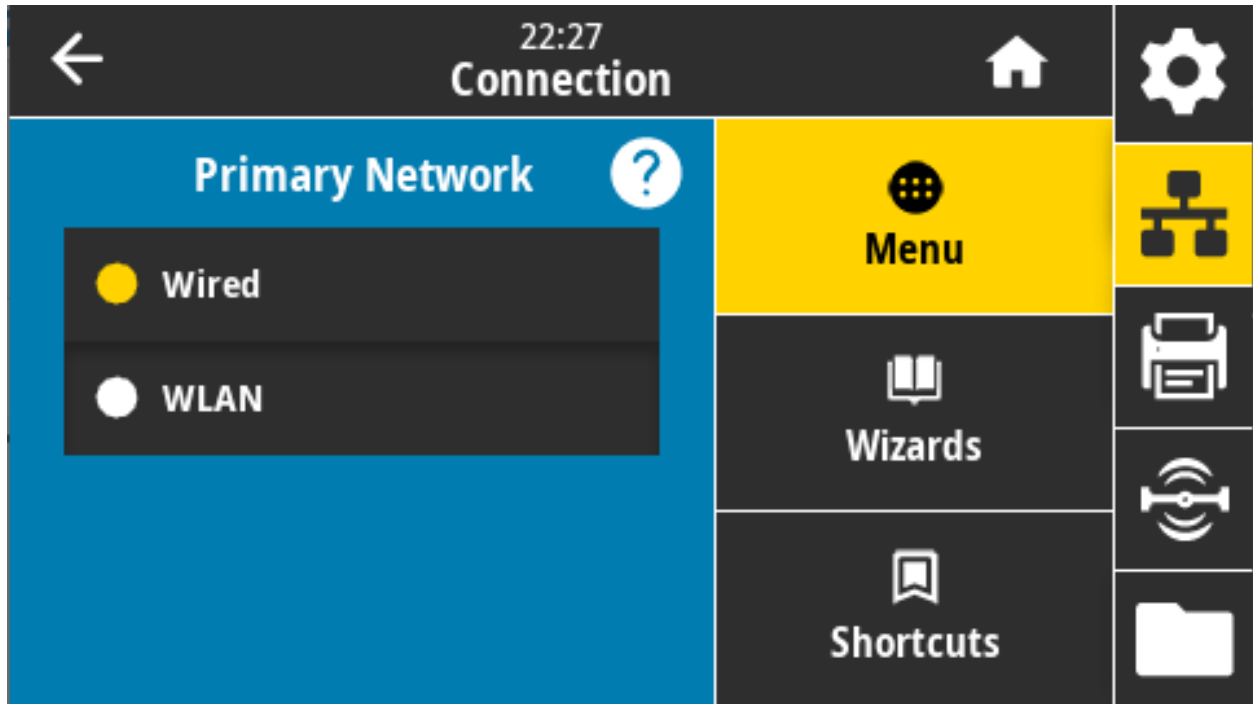 22:27
Connection
Primary Network
?
Wired
WLAN
Menu
Wizards
Shortcuts